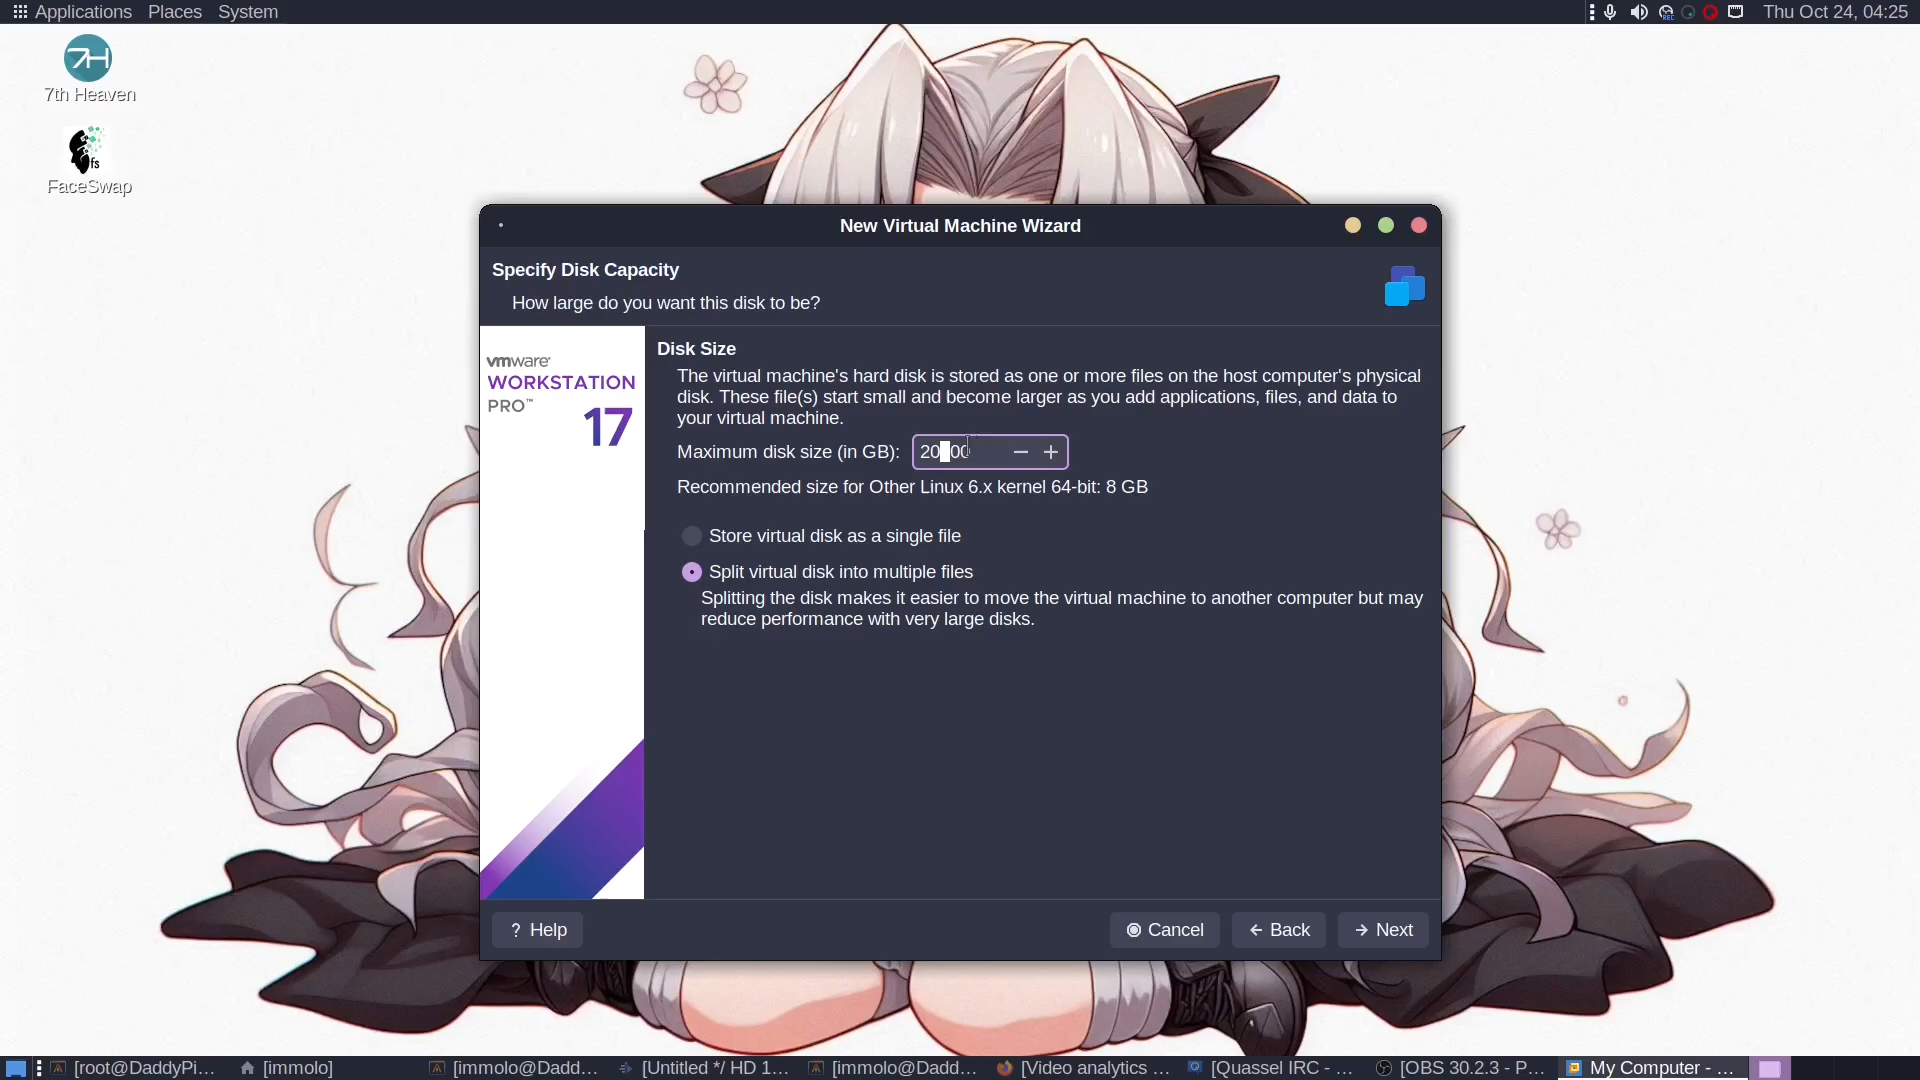 Applications Places System
Thu Oct 24, 04:25
7th Heaven
fs
FaceSwap
New Virtual Machine Wizard
Specify Disk Capacity
How large do you want this disk to be?
vmware
WORKSTATION
PRO™
17
Disk Size
The virtual machine's hard disk is stored as one or more files on the host computer's physical
disk. These file(s) start small and become larger as you add applications, files, and data to
your virtual machine.
Maximum disk size (in GB):
Recommended size for Other Linux 6.x kernel 64-bit: 8 GB
Store virtual disk as a single file
Split virtual disk into multiple files
Splitting the disk makes it easier to move the virtual machine to another computer but may
reduce performance with very large disks.
? Help
Cancel
Back
Next
[root@DaddyPi... [immolo] [immolo@Dadd... [Untitled */ HD 1... [immolo@Dadd... [Video analytics ... [Quassel IRC - ... [OBS 30.2.3 - P... My Computer - ...